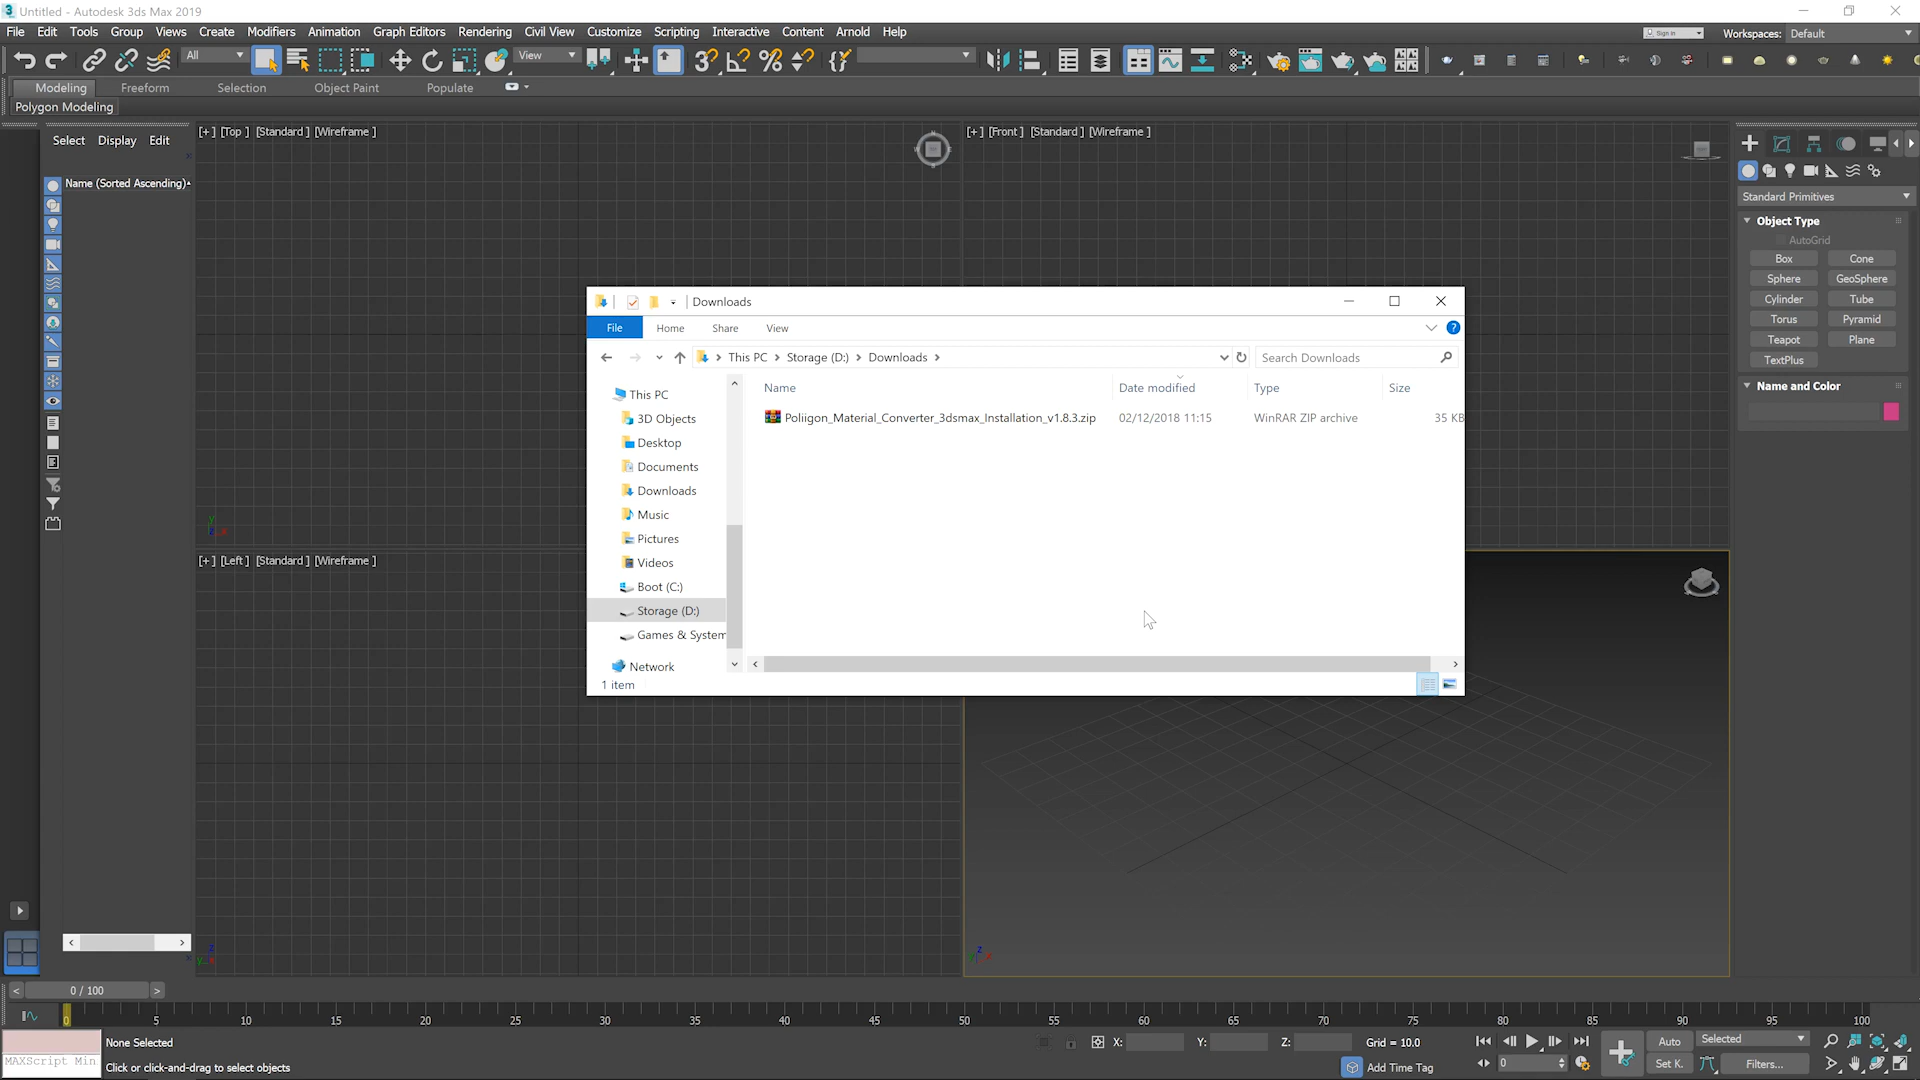 Untitled - Autodesk 3ds Max 2019
File Edit Tools Group Views Create Modifiers Animation Graph Editors Rendering Civil View Customize Scripting Interactive Content Arnold Help
Sign In Workspaces: Default
All View
Modeling Freeform Selection Object Paint Populate
Polygon Modeling
Select Display Edit
Name (Sorted Ascending)
[+] [Top ] [Standard ] [Wireframe ]
[+] [Front ] [Standard ] [Wireframe ]
[+] [Left ] [Standard ] [Wireframe ]
Downloads
File Home Share View
This PC Storage (D:) Downloads
Search Downloads
This PC
3D Objects
Desktop
Documents
Downloads
Music
Pictures
Videos
Boot (C:)
Storage (D:)
Games & System
Network
Name Date modified Type Size
Poliigon_Material_Converter_3dsmax_Installation_v1.8.3.zip 02/12/2018 11:15 WinRAR ZIP archive 35 KB
1 item
Standard Primitives
Object Type
AutoGrid
Box Cone
Sphere GeoSphere
Cylinder Tube
Torus Pyramid
Teapot Plane
TextPlus
Name and Color
0 / 100
0 5 10 15 20 25 30 35 40 45 50 55 60 65 70 75 80 85 90 95 100
MAXScript Min
None Selected
Click or click-and-drag to select objects
X: Y: Z: Grid = 10.0
Add Time Tag
0
Auto Selected
Set K. Filters...